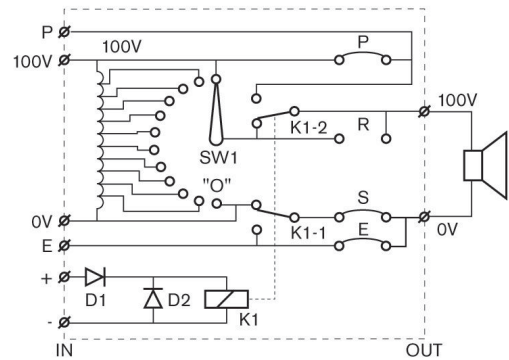 P
100V
100V
P
100V
K1-2
R
SW1
"O"
S
0V
K1-1
0V
E
E
+
D1
D2
K1
-
IN
OUT